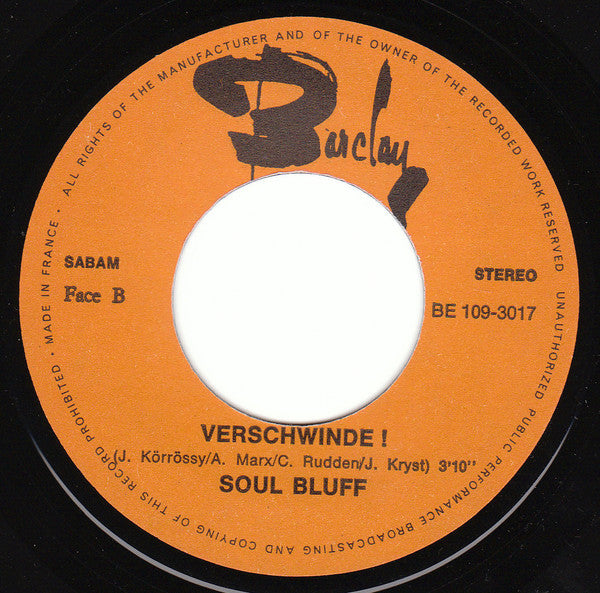 ALL RIGHTS OF THE MANUFACTURER AND OF THE OWNER OF THE RECORDED WORK RESERVED
Barclay
SABAM
Face B
STEREO
BE 109-3017
VERSCHWINDE !
(J. Körrössy/A. Marx/C. Rudden/J. Kryst) 3'10''
SOUL BLUFF
UNAUTHORIZED PUBLIC PERFORMANCE BROADCASTING AND COPYING OF THIS RECORD PROHIBITED · MADE IN FRANCE ·